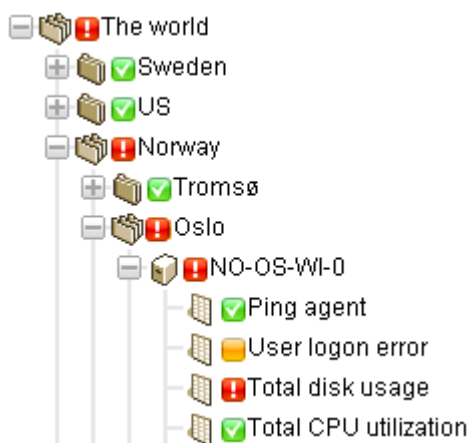 The world
Sweden
US
Norway
Tromsø
Oslo
NO-OS-WI-0
Ping agent
User logon error
Total disk usage
Total CPU utilization